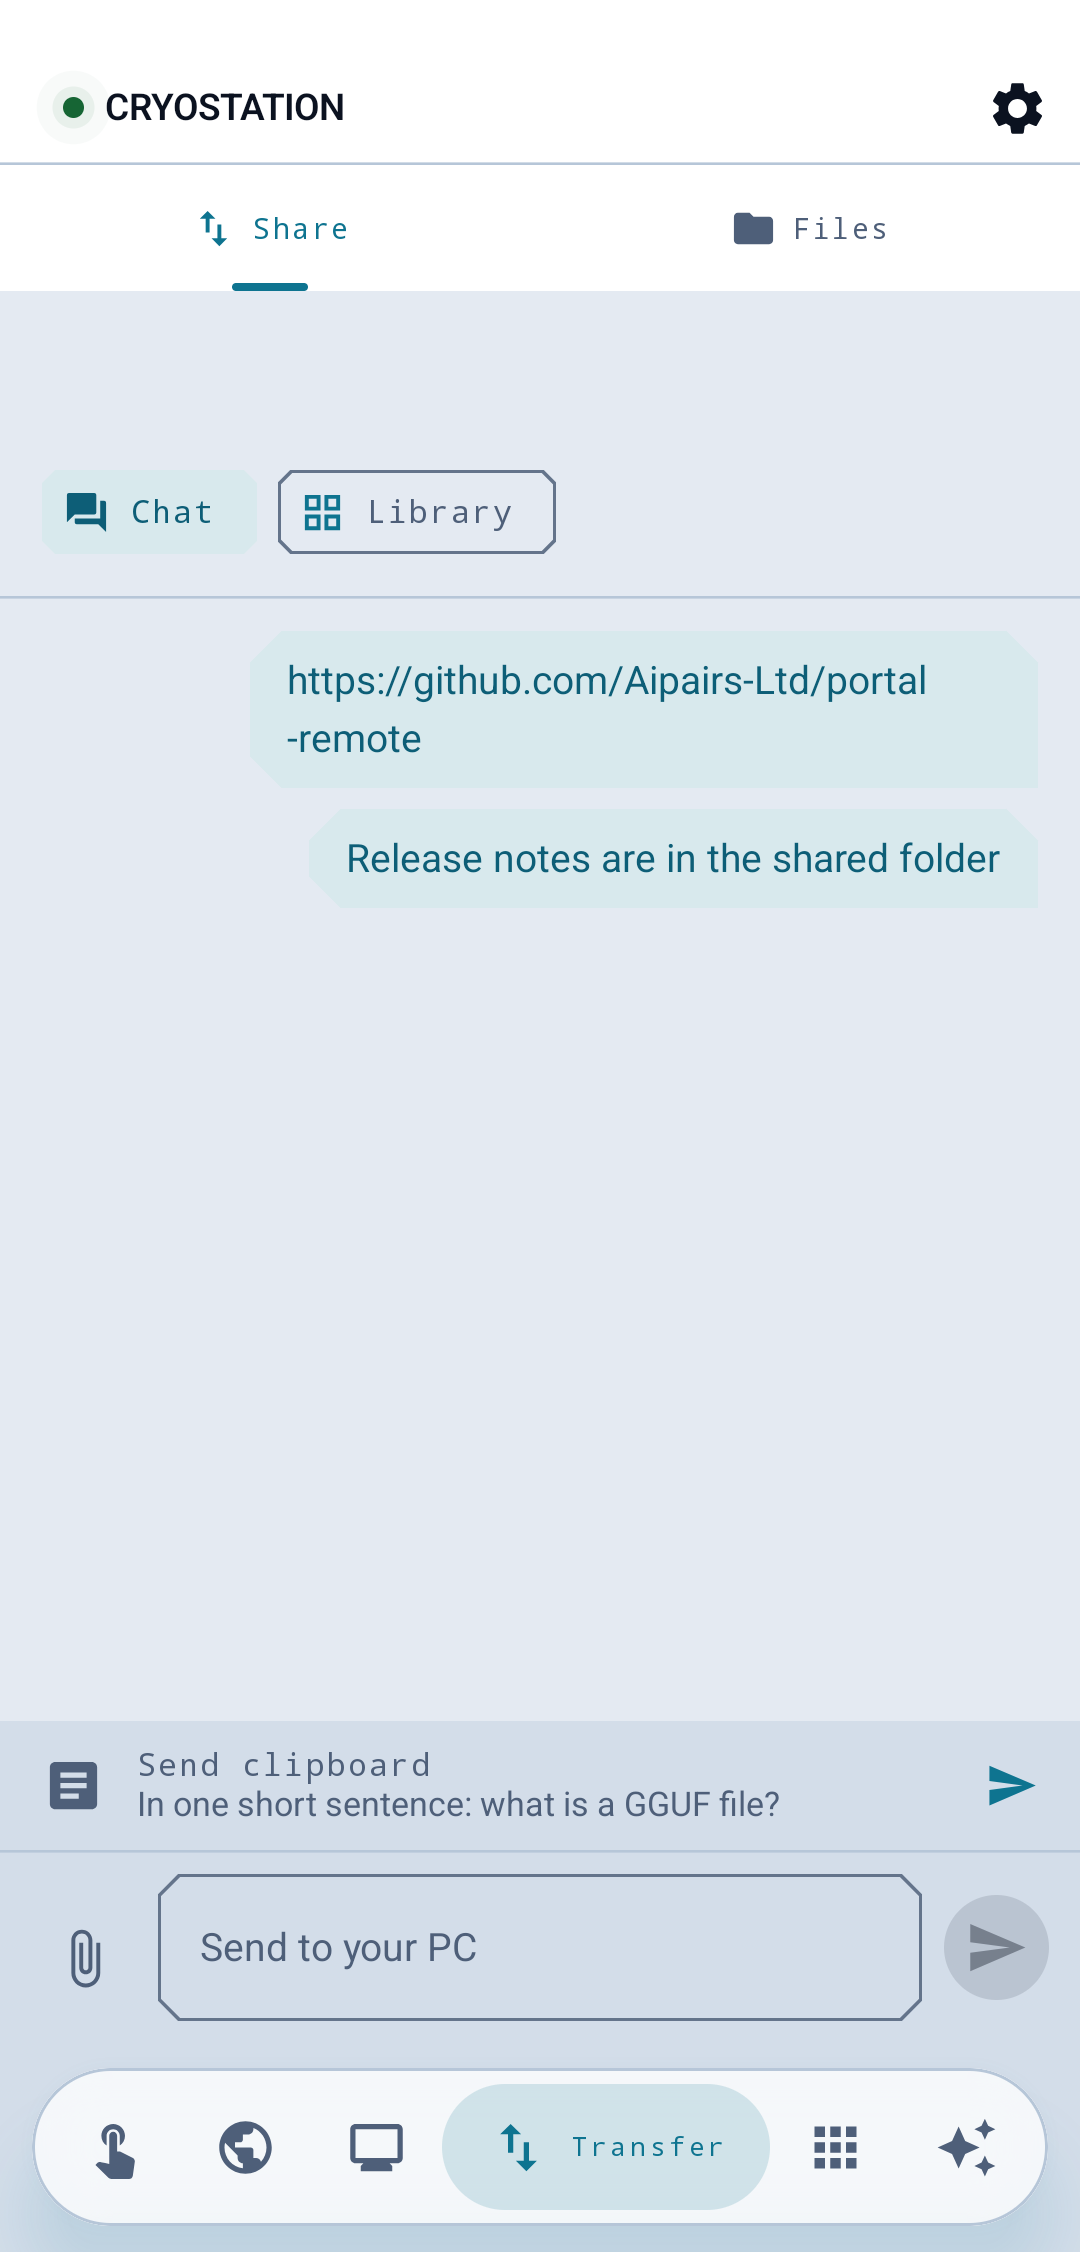 CRYOSTATION
Share
Files
Chat
Library
https://github.com/Aipairs-Ltd/portal
-remote
Release notes are in the shared folder
Send clipboard
In one short sentence: what is a GGUF file?
Send to your PC
Transfer